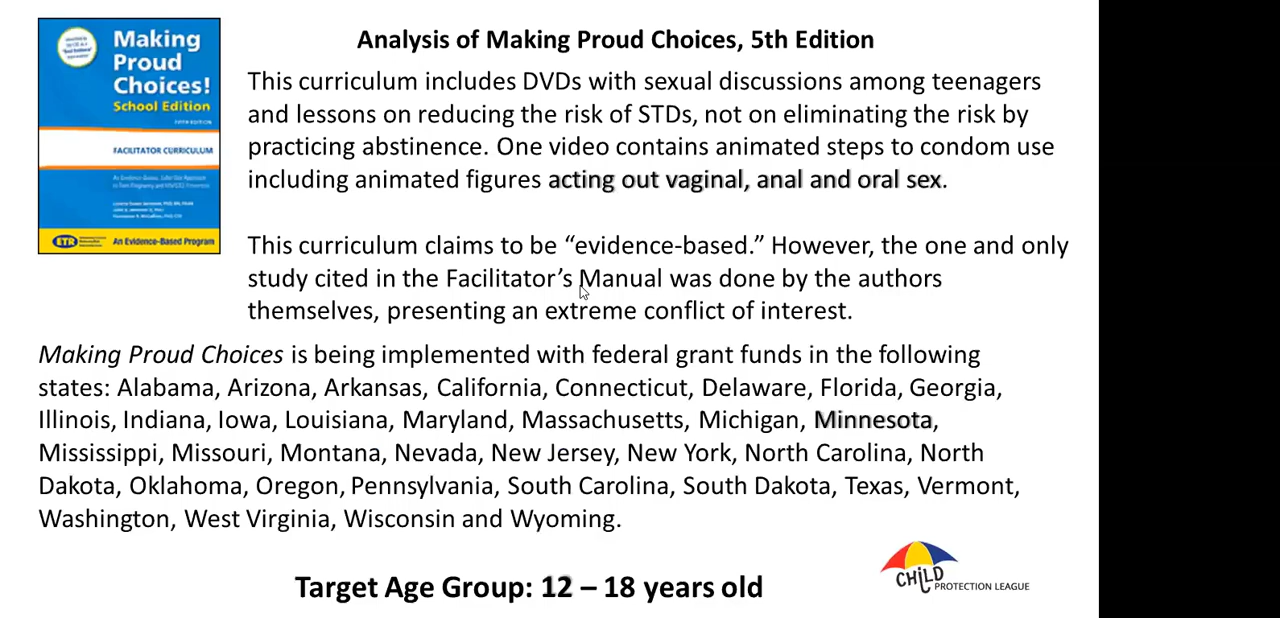 Analysis of Making Proud Choices, 5th Edition
Making
Proud
Choices!
School Edition
FIFTH EDITION
FACILITATOR CURRICULUM
ETR
An Evidence-Based Program
This curriculum includes DVDs with sexual discussions among teenagers
and lessons on reducing the risk of STDs, not on eliminating the risk by
practicing abstinence. One video contains animated steps to condom use
including animated figures acting out vaginal, anal and oral sex.
This curriculum claims to be “evidence-based.” However, the one and only
study cited in the Facilitator’s Manual was done by the authors
themselves, presenting an extreme conflict of interest.
Making Proud Choices is being implemented with federal grant funds in the following
states: Alabama, Arizona, Arkansas, California, Connecticut, Delaware, Florida, Georgia,
Illinois, Indiana, Iowa, Louisiana, Maryland, Massachusetts, Michigan, Minnesota,
Mississippi, Missouri, Montana, Nevada, New Jersey, New York, North Carolina, North
Dakota, Oklahoma, Oregon, Pennsylvania, South Carolina, South Dakota, Texas, Vermont,
Washington, West Virginia, Wisconsin and Wyoming.
Target Age Group: 12 – 18 years old
CHiLD
PROTECTION LEAGUE